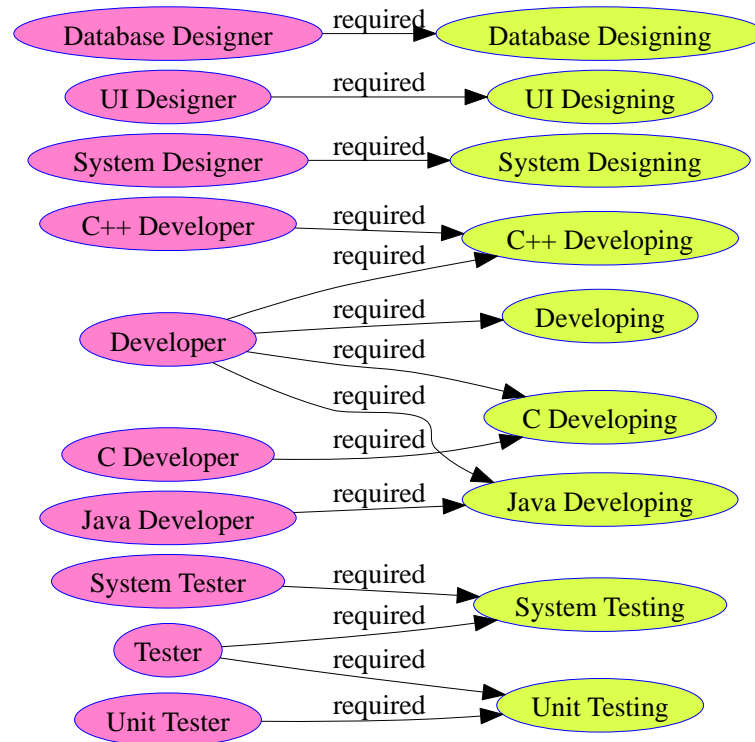 Database Designer
required
Database Designing
UI Designer
required
UI Designing
System Designer
required
System Designing
C++ Developer
required
C++ Developing
required
Developer
required
Developing
required
required
C Developing
C Developer
required
Java Developer
required
Java Developing
System Tester
required
System Testing
Tester
required
required
Unit Tester
required
Unit Testing